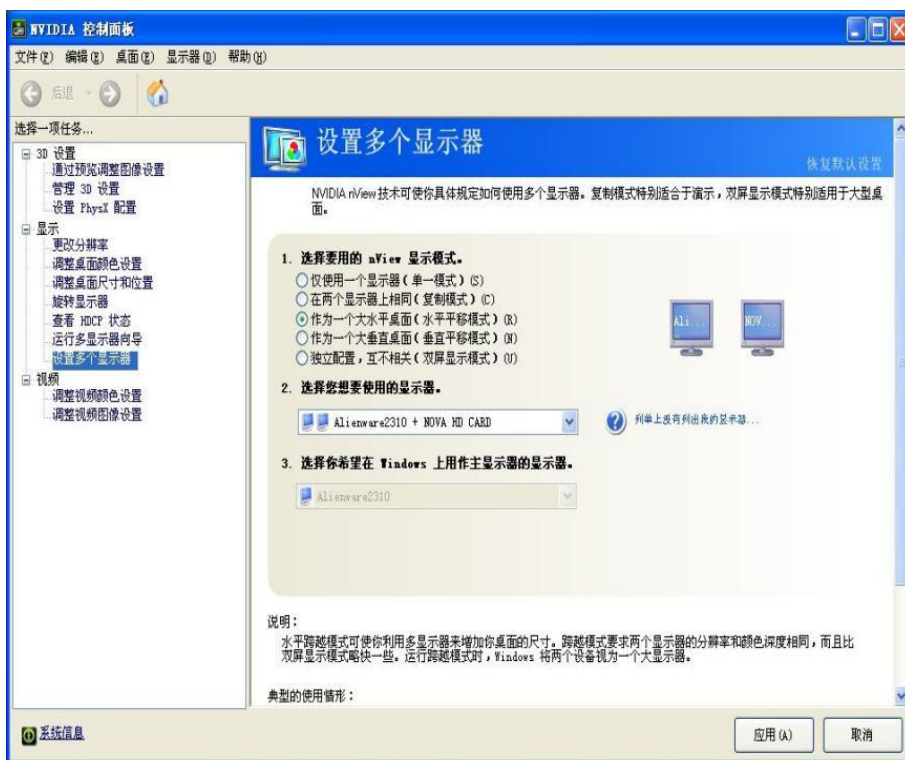 NVIDIA 控制面板
文件(F) 编辑(E) 桌面(E) 显示器(D) 帮助(H)
后退
选择一项任务...
3D 设置
通过预览调整图像设置
管理 3D 设置
设置 PhysX 配置
显示
更改分辨率
调整桌面颜色设置
调整桌面尺寸和位置
旋转显示器
查看 HDCP 状态
运行多显示器向导
设置多个显示器
视频
调整视频颜色设置
调整视频图像设置
设置多个显示器
恢复默认设置
NVIDIA nView 技术可使你具体规定如何使用多个显示器。复制模式特别适合于演示，双屏显示模式特别适用于大型桌
面。
1. 选择要用的 nView 显示模式。
仅使用一个显示器(单一模式)(S)
在两个显示器上相同(复制模式)(C)
作为一个大水平桌面(水平平移模式)(R)
作为一个大垂直桌面(垂直平移模式)(N)
独立配置，互不相关(双屏显示模式)(U)
Ali...
NOV...
2. 选择您想要使用的显示器。
Alienware2310 + NOVA HD CARD
列单上没有列出我的显示器...
3. 选择你希望在 Windows 上用作主显示器的显示器。
Alienware2310
说明：
水平跨越模式可使你利用多显示器来增加你桌面的尺寸。跨越模式要求两个显示器的分辨率和颜色深度相同，而且比
双屏显示模式略快一些。运行跨越模式时，Windows 将两个设备视为一个大显示器。
典型的使用情形：
系统信息
应用(A)
取消